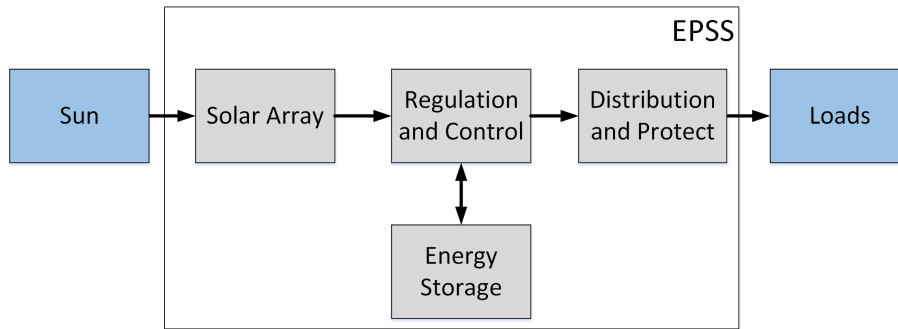 EPSS
Sun
Solar Array
Regulation
and Control
Distribution
and Protect
Loads
Energy
Storage